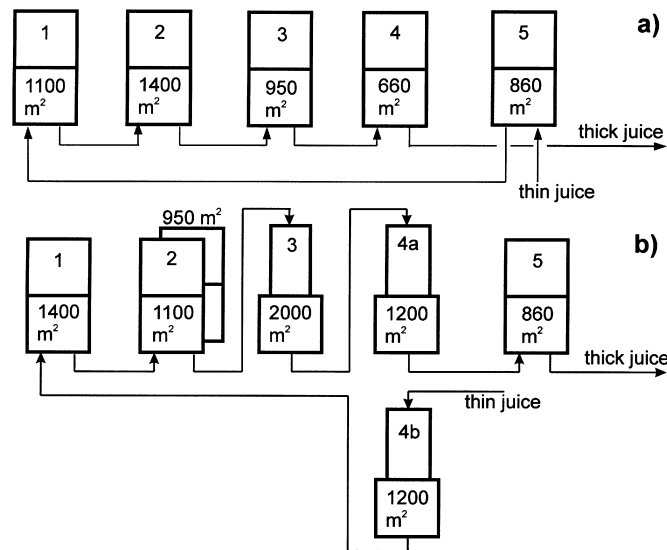 1 2 3 4 5 a)
1100 m² 1400 m² 950 m² 660 m² 860 m²
thick juice
thin juice
950 m² b)
1 2 3 4a 5
1400 m² 1100 m² 2000 m² 1200 m² 860 m²
thick juice
thin juice
4b
1200
m²